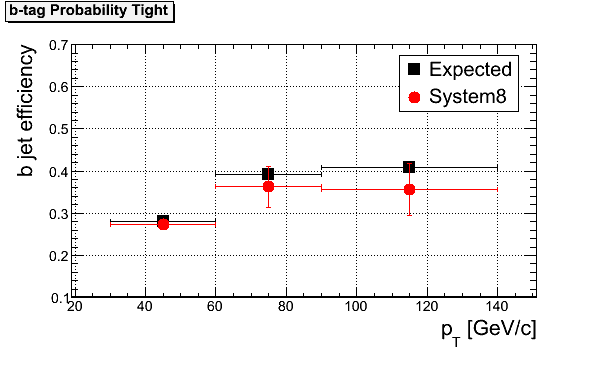 b-tag Probability Tight
b jet efficiency
0.7
0.6
0.5
0.4
0.3
0.2
0.1
Expected
System8
20 40 60 80 100 120 140
p_T [GeV/c]